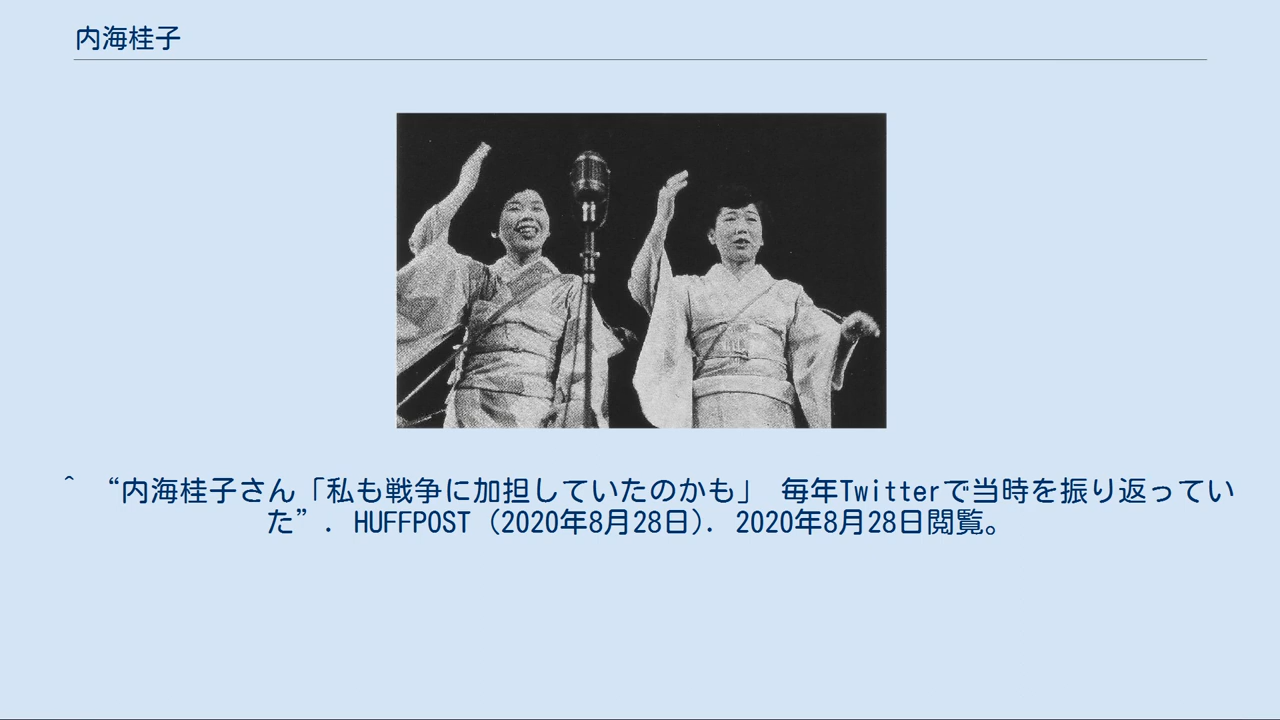 内海桂子
^ “内海桂子さん「私も戦争に加担していたのかも」 毎年Twitterで当時を振り返ってい
た”. HUFFPOST (2020年8月28日). 2020年8月28日閲覧。